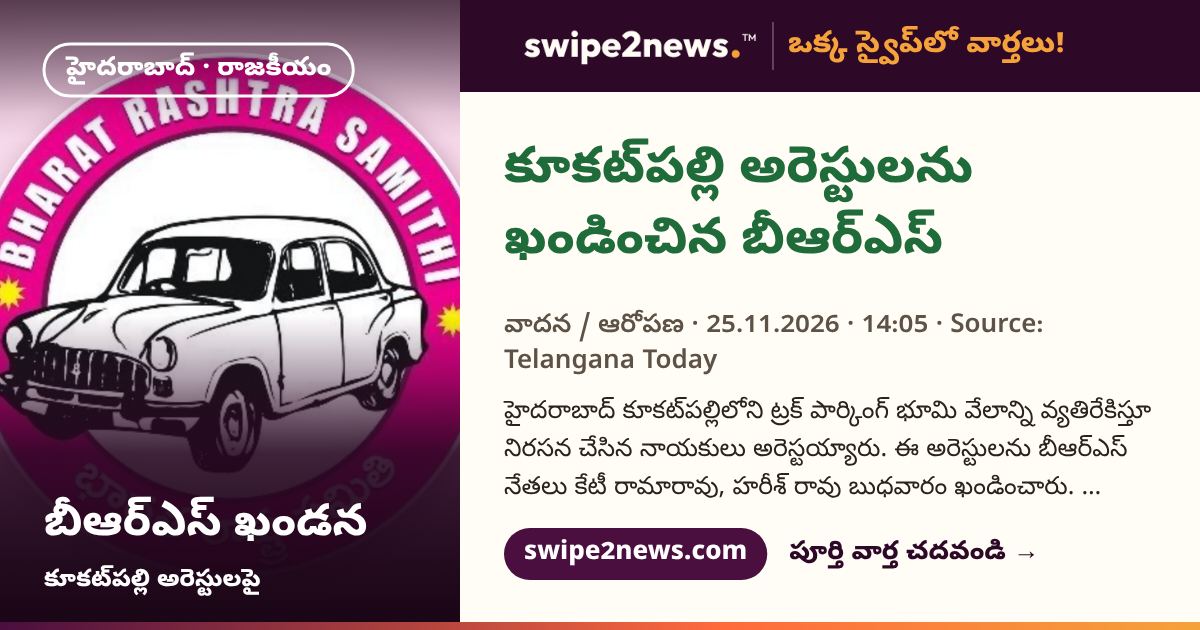 హైదరాబాద్ · రాజకీయం
BHARAT RASHTRA SAMITHI
బీఆర్ఎస్ ఖండన
కూకట్‌పల్లి అరెస్టులపై
swipe2news.™
ఒక్క స్వైప్‌లో వార్తలు!
కూకట్‌పల్లి అరెస్టులను
ఖండించిన బీఆర్ఎస్
వాదన / ఆరోపణ · 25.11.2026 · 14:05 · Source:
Telangana Today
హైదరాబాద్ కూకట్‌పల్లిలోని ట్రక్ పార్కింగ్ భూమి వేలాన్ని వ్యతిరేకిస్తూ
నిరసన చేసిన నాయకులు అరెస్టయ్యారు. ఈ అరెస్టులను బీఆర్ఎస్
నేతలు కేటీ రామారావు, హరీశ్ రావు బుధవారం ఖండించారు. ...
swipe2news.com
పూర్తి వార్త చదవండి →